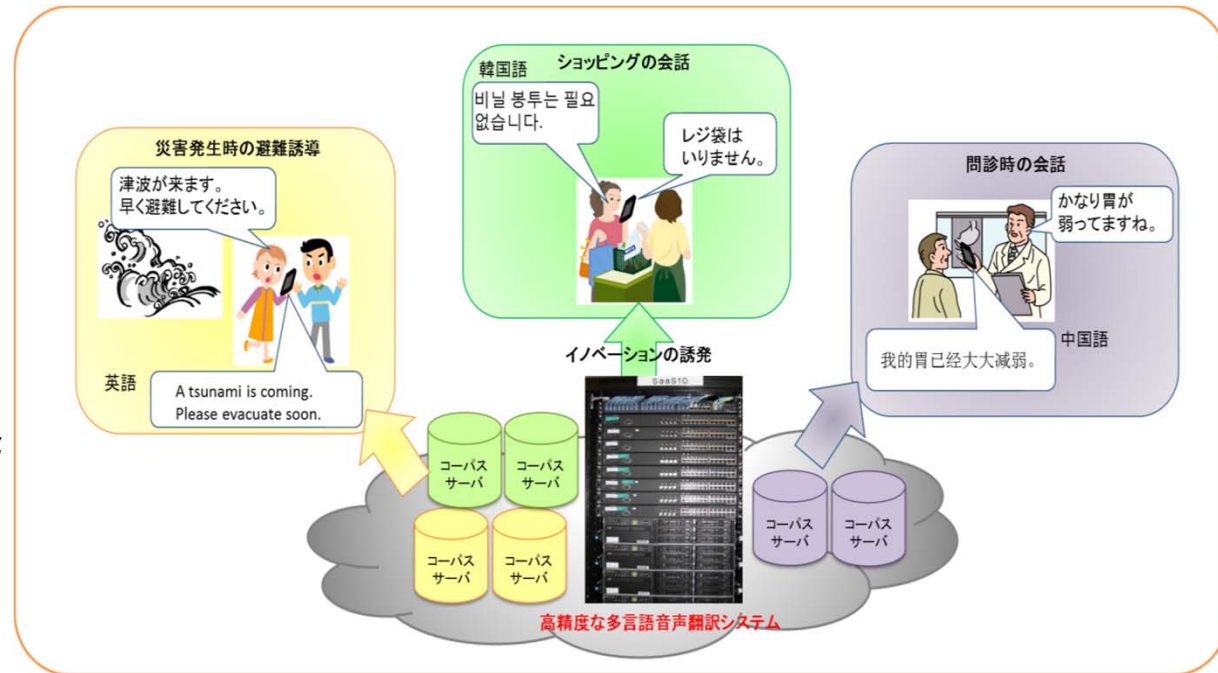 ショッピングの会話
韓国語
비닐 봉투는 필요
없습니다.
レジ袋は
いりません。
災害発生時の避難誘導
津波が来ます。
早く避難してください。
英語
A tsunami is coming.
Please evacuate soon.
問診時の会話
かなり胃が
弱ってますね。
我的胃已经大大减弱。
中国語
イノベーションの誘発
SaaS10
コーパス
サーバ
コーパス
サーバ
コーパス
サーバ
コーパス
サーバ
コーパス
サーバ
コーパス
サーバ
高精度な多言語音声翻訳システム